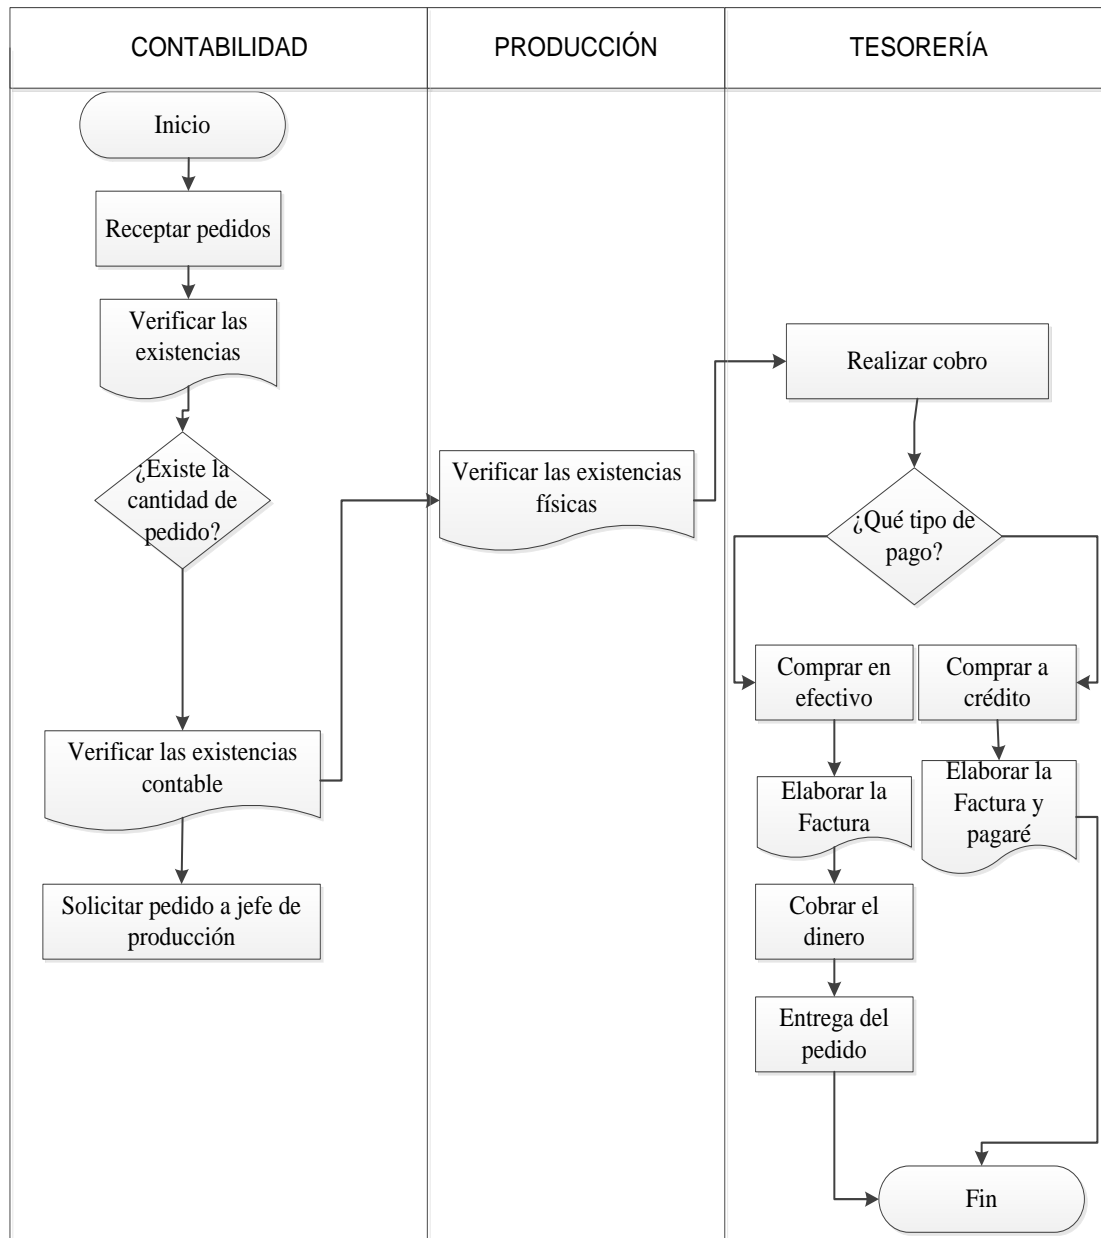 CONTABILIDAD
PRODUCCIÓN
TESORERÍA
Inicio
Receptar pedidos
Verificar las
existencias
¿Existe la
cantidad de
pedido?
Verificar las existencias
contable
Solicitar pedido a jefe de
producción
Verificar las existencias
físicas
Realizar cobro
¿Qué tipo de
pago?
Comprar en
efectivo
Comprar a
crédito
Elaborar la
Factura
Elaborar la
Factura y
pagaré
Cobrar el
dinero
Entrega del
pedido
Fin